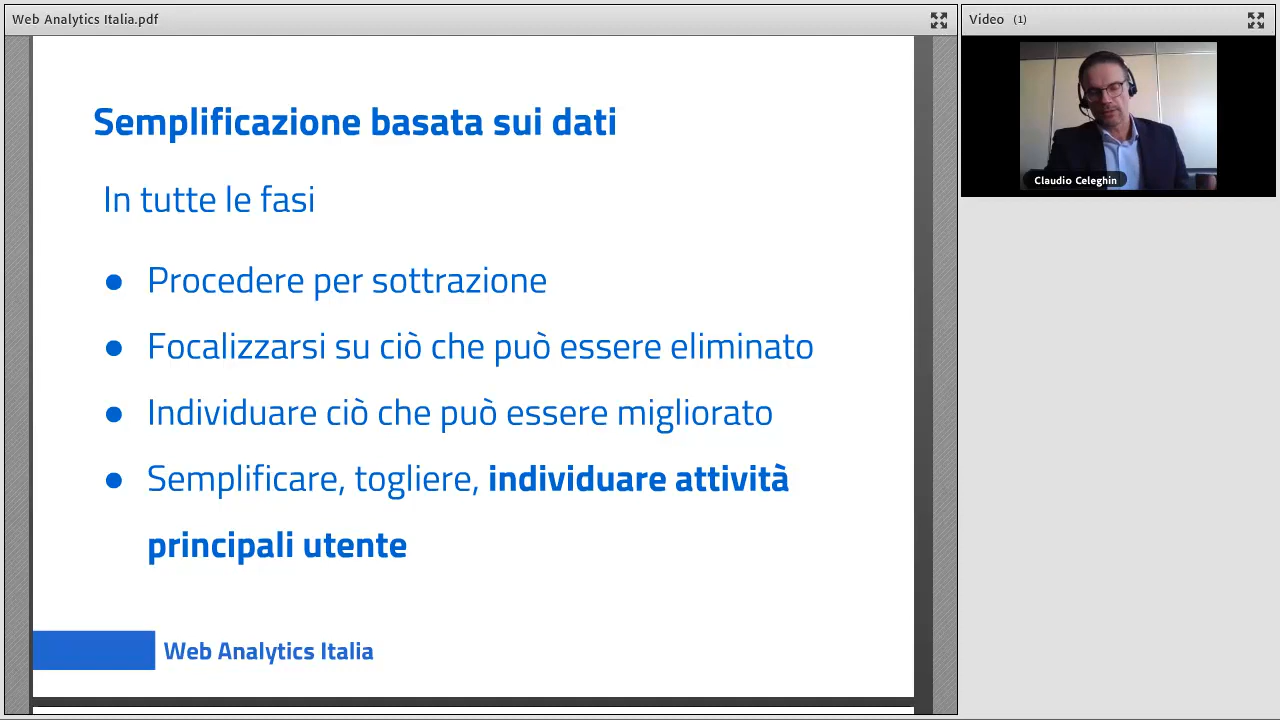 Web Analytics Italia.pdf
Video (1)
Semplificazione basata sui dati
In tutte le fasi
● Procedere per sottrazione
● Focalizzarsi su ciò che può essere eliminato
● Individuare ciò che può essere migliorato
● Semplificare, togliere, individuare attività
principali utente
Web Analytics Italia
Claudio Celeghin